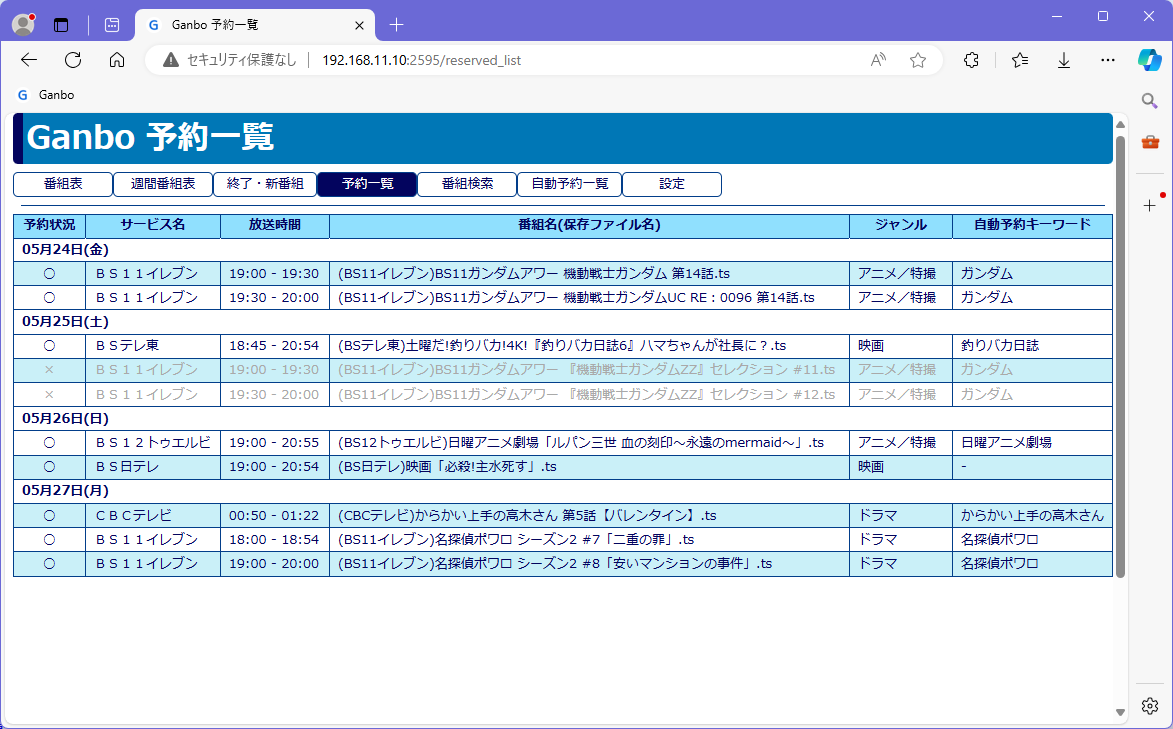 Ganbo 予約一覧
セキュリティ保護なし 192.168.11.10:2595/reserved_list
Ganbo
Ganbo 予約一覧
番組表 週間番組表 終了・新番組 予約一覧 番組検索 自動予約一覧 設定
予約状況 サービス名 放送時間 番組名(保存ファイル名) ジャンル 自動予約キーワード
05月24日(金)
○ ＢＳ１１イレブン 19:00 - 19:30 (BS11イレブン)BS11ガンダムアワー 機動戦士ガンダム 第14話.ts アニメ／特撮 ガンダム
○ ＢＳ１１イレブン 19:30 - 20:00 (BS11イレブン)BS11ガンダムアワー 機動戦士ガンダムUC RE：0096 第14話.ts アニメ／特撮 ガンダム
05月25日(土)
○ ＢＳテレ東 18:45 - 20:54 (BSテレ東)土曜だ!釣りバカ!4K!『釣りバカ日誌6』ハマちゃんが社長に？.ts 映画 釣りバカ日誌
× ＢＳ１１イレブン 19:00 - 19:30 (BS11イレブン)BS11ガンダムアワー 『機動戦士ガンダムZZ』セレクション #11.ts アニメ／特撮 ガンダム
× ＢＳ１１イレブン 19:30 - 20:00 (BS11イレブン)BS11ガンダムアワー 『機動戦士ガンダムZZ』セレクション #12.ts アニメ／特撮 ガンダム
05月26日(日)
○ ＢＳ１２トゥエルビ 19:00 - 20:55 (BS12トゥエルビ)日曜アニメ劇場「ルパン三世 血の刻印～永遠のmermaid～」.ts アニメ／特撮 日曜アニメ劇場
○ ＢＳ日テレ 19:00 - 20:54 (BS日テレ)映画「必殺!主水死す」.ts 映画 -
05月27日(月)
○ ＣＢＣテレビ 00:50 - 01:22 (CBCテレビ)からかい上手の高木さん 第5話【バレンタイン】.ts ドラマ からかい上手の高木さん
○ ＢＳ１１イレブン 18:00 - 18:54 (BS11イレブン)名探偵ポワロ シーズン2 #7「二重の罪」.ts ドラマ 名探偵ポワロ
○ ＢＳ１１イレブン 19:00 - 20:00 (BS11イレブン)名探偵ポワロ シーズン2 #8「安いマンションの事件」.ts ドラマ 名探偵ポワロ